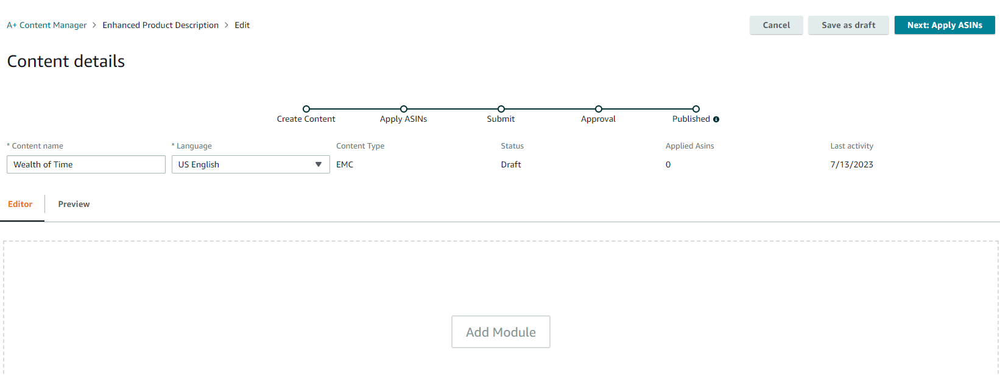 A+ Content Manager > Enhanced Product Description > Edit
Cancel
Save as draft
Next: Apply ASINs
Content details
Create Content
Apply ASINs
Submit
Approval
Published
* Content name
* Language
Content Type
Status
Applied Asins
Last activity
Wealth of Time
US English
EMC
Draft
0
7/13/2023
Editor
Preview
Add Module